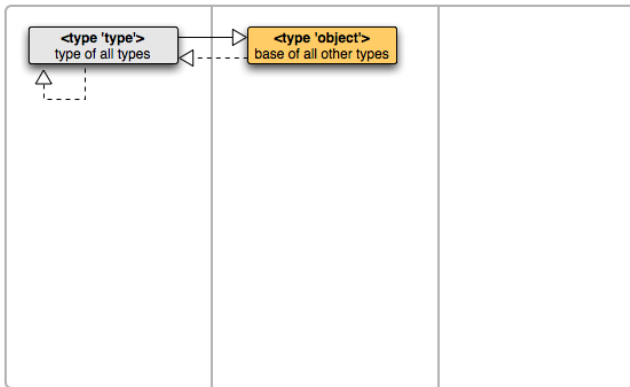 <type 'type'>
type of all types
<type 'object'>
base of all other types